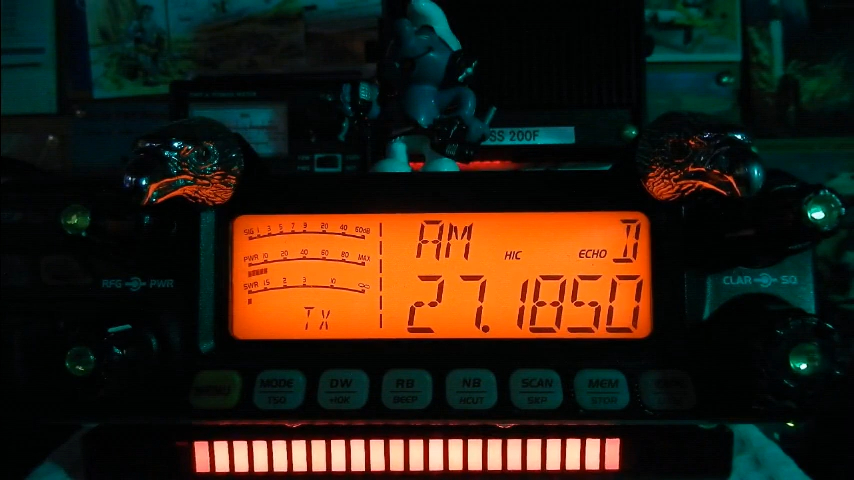 SS 200F
SIG 1 3 5 7 9 20 40 60dB
AM HIC ECHO D
PWR 10 20 40 60 80 MAX
SWR 1.5 2 3 10 ∞
TX 27.1850
RFG PWR
CLAR SQ
MENU MODE DW RB NB SCAN MEM
BEEP HCUT SKP